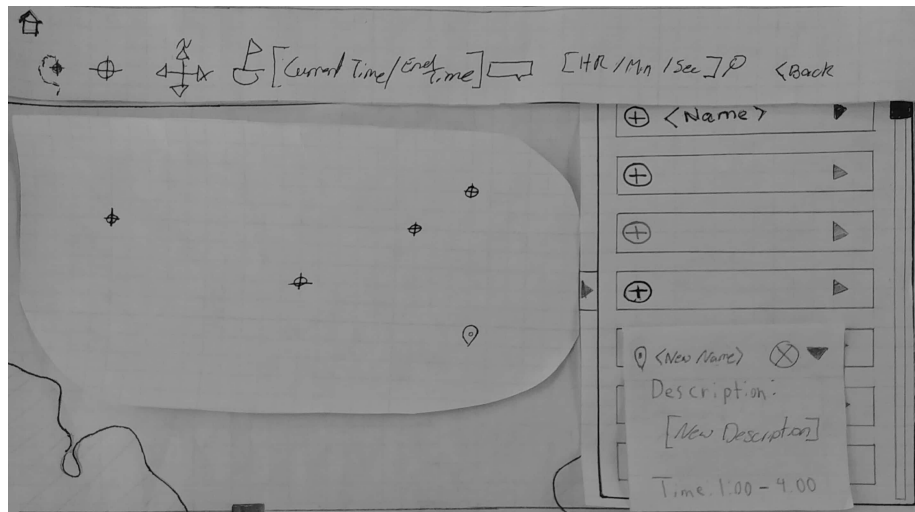 [Current Time/End Time] [HR/Min/Sec] <Back
<Name>
<New Name>
Description:
[New Description]
Time: 1:00 - 4:00